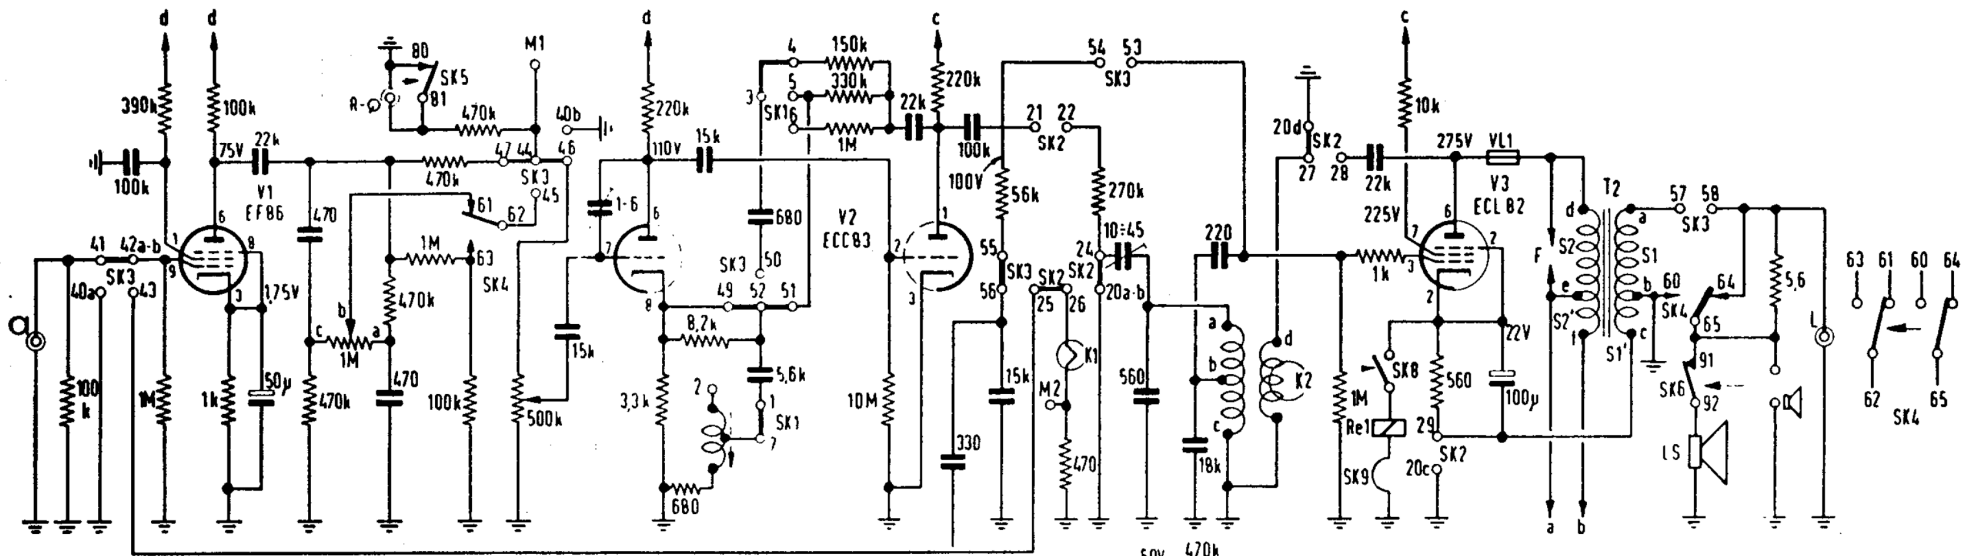 d
d
80
SK5
R-Q
81
M1
390k
100k
470k
40b
75V
22k
100k
V1
EF86
470k
47
44
46
SK3
45
61
62
470
41
42a-b
SK3
40a
43
1
9
6
8
3
1,75V
1M
63
SK4
470k
b
c
a
1M
100
k
1M
1k
50µ
470k
470
100k
500k
15k
d
220k
110V
15k
1-6
6
7
8
4
150k
5
330k
3
SK1
6
1M
22k
c
220k
100k
680
V2
ECC83
SK3
50
49
52
51
8,2k
5,6k
3,3k
2
1
SK1
7
680
2
1
3
10M
54
53
SK3
21
22
SK2
100V
56k
270k
55
SK3
56
SK2
25
26
24
SK2
20a-b
10÷45
330
15k
K1
M2
470
560
220
a
b
c
18k
d
K2
50V
470k
20d
SK2
27
28
22k
c
10k
275V
VL1
V3
ECL82
225V
7
6
2
3
2
1k
1M
22V
SK8
560
100µ
Re1
29
SK2
SK9
20c
T2
d
S2
F
e
S2'
f
a
S1
b
S1'
c
a
b
57
58
SK3
60
SK4
64
65
5,6
L
91
SK6
92
LS
63
61
60
64
62
65
SK4